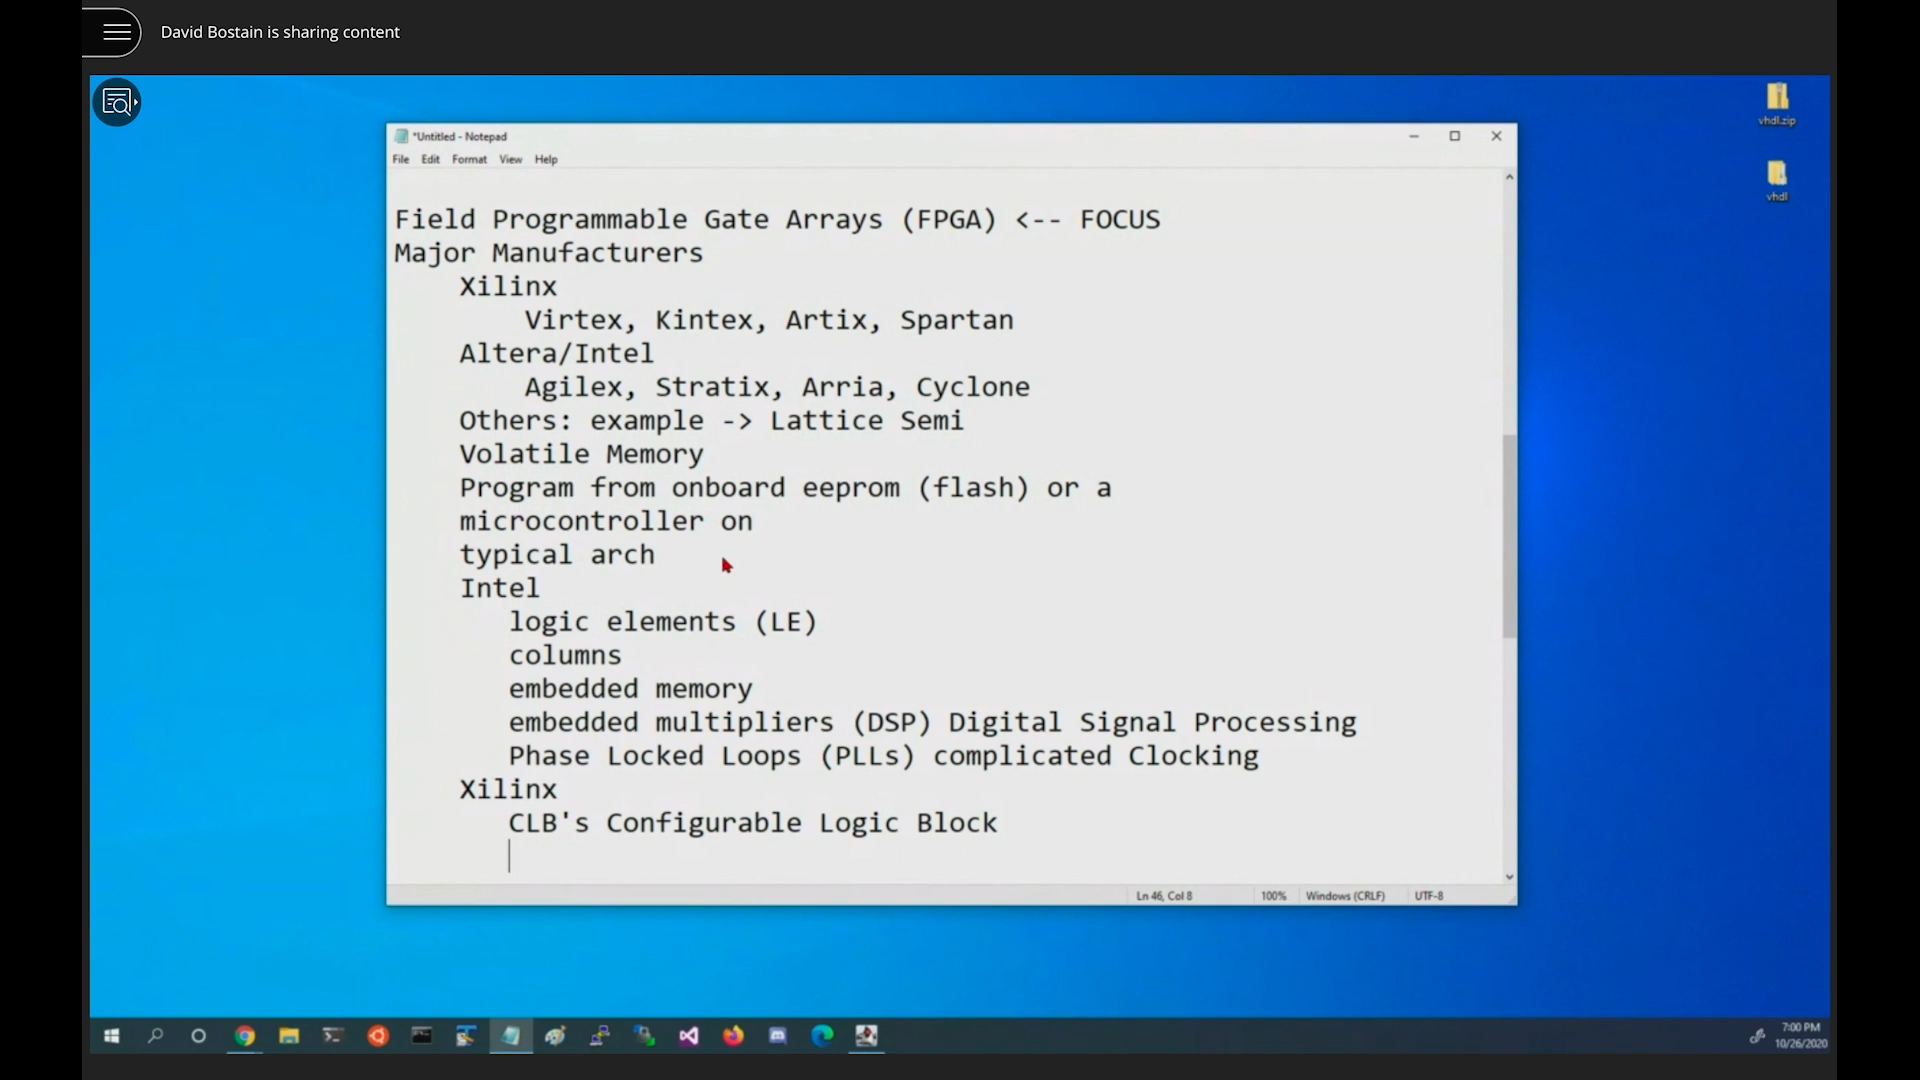 David Bostain is sharing content
vhdl.zip
vhdl
*Untitled - Notepad
File Edit Format View Help
Field Programmable Gate Arrays (FPGA) <-- FOCUS
Major Manufacturers
Xilinx
Virtex, Kintex, Artix, Spartan
Altera/Intel
Agilex, Stratix, Arria, Cyclone
Others: example -> Lattice Semi
Volatile Memory
Program from onboard eeprom (flash) or a
microcontroller on
typical arch
Intel
logic elements (LE)
columns
embedded memory
embedded multipliers (DSP) Digital Signal Processing
Phase Locked Loops (PLLs) complicated Clocking
Xilinx
CLB's Configurable Logic Block
Ln 46, Col 8 100% Windows (CRLF) UTF-8
7:00 PM
10/26/2020